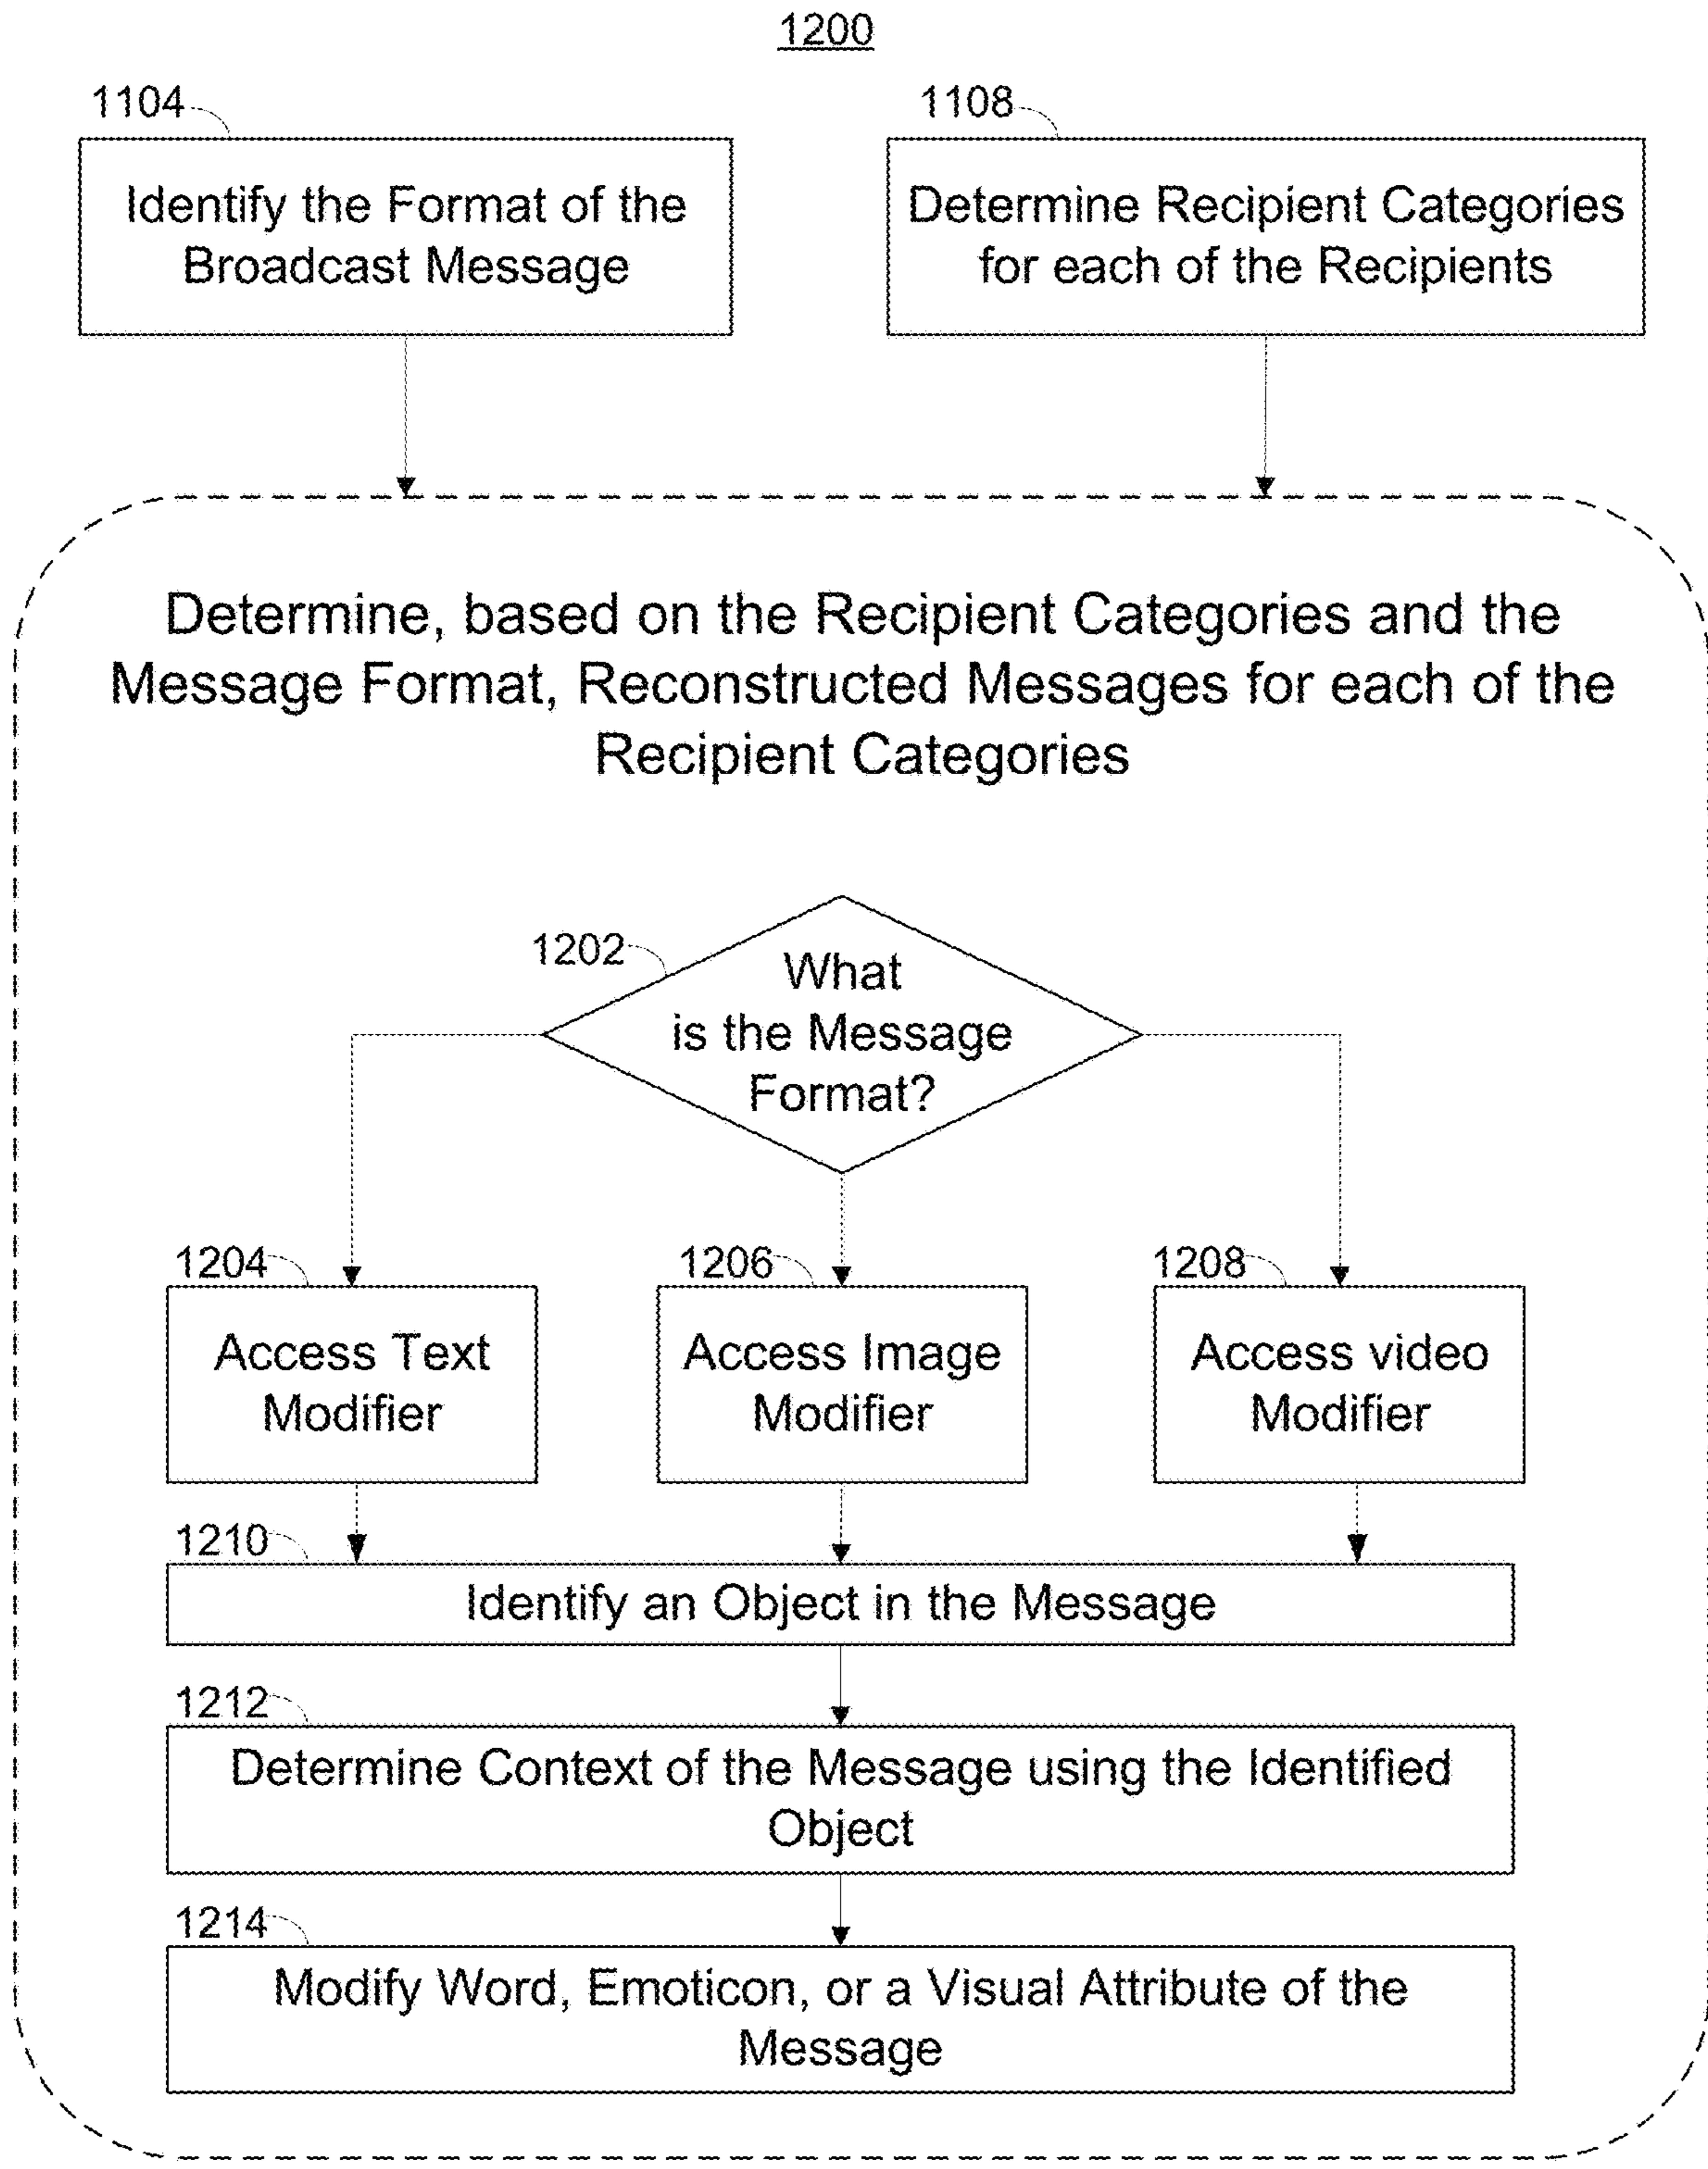 1200
1104
Identify the Format of the
Broadcast Message
1108
Determine Recipient Categories
for each of the Recipients
Determine, based on the Recipient Categories and the
Message Format, Reconstructed Messages for each of the
Recipient Categories
1202
What
is the Message
Format?
1204
Access Text
Modifier
1206
Access Image
Modifier
1208
Access video
Modifier
1210
Identify an Object in the Message
1212
Determine Context of the Message using the Identified
Object
1214
Modify Word, Emoticon, or a Visual Attribute of the
Message